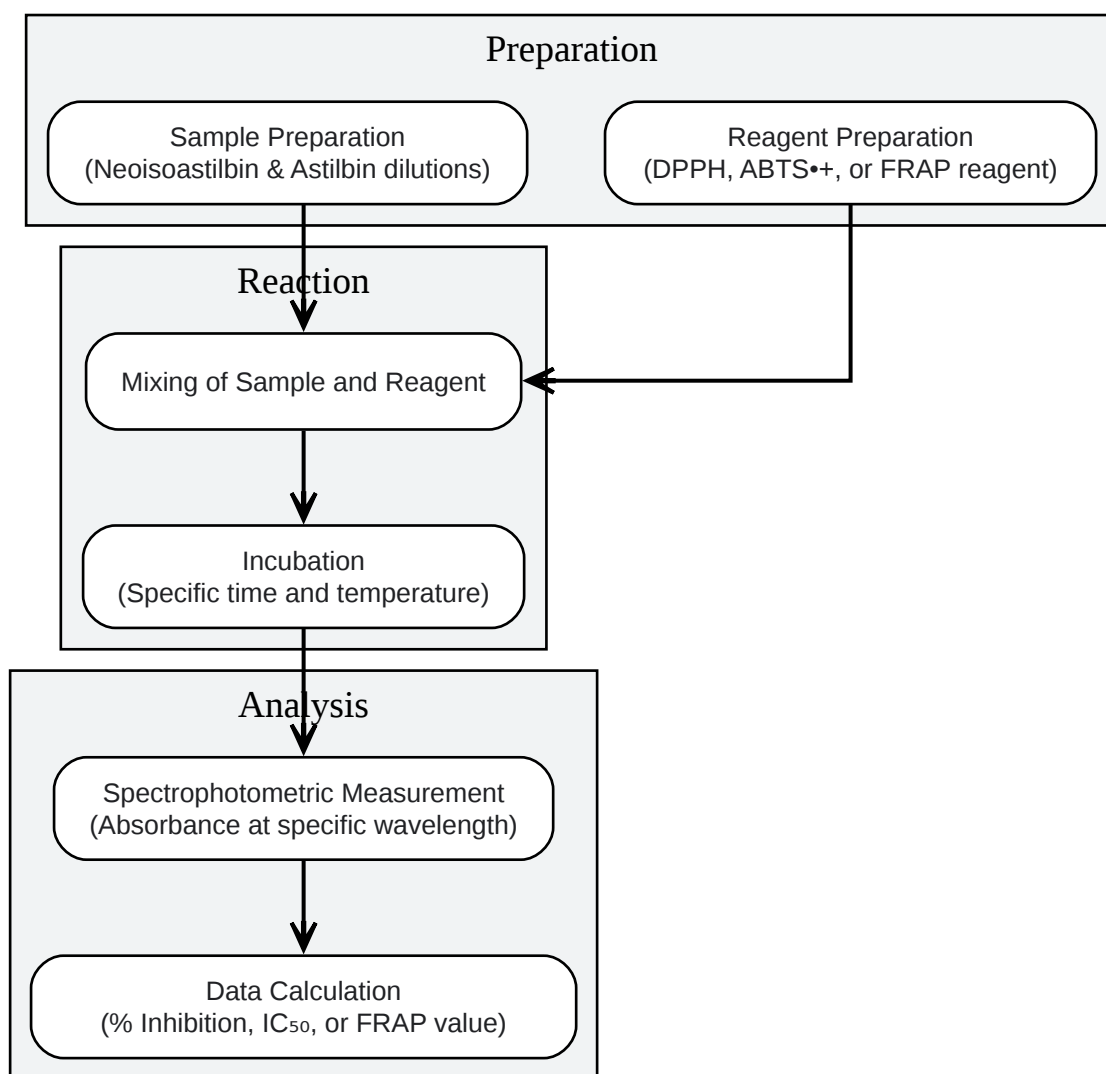 Preparation
Sample Preparation
(Neoisoastilbin & Astilbin dilutions)
Reagent Preparation
(DPPH, ABTS•+, or FRAP reagent)
Reaction
Mixing of Sample and Reagent
Incubation
(Specific time and temperature)
Analysis
Spectrophotometric Measurement
(Absorbance at specific wavelength)
Data Calculation
(% Inhibition, IC₅₀, or FRAP value)